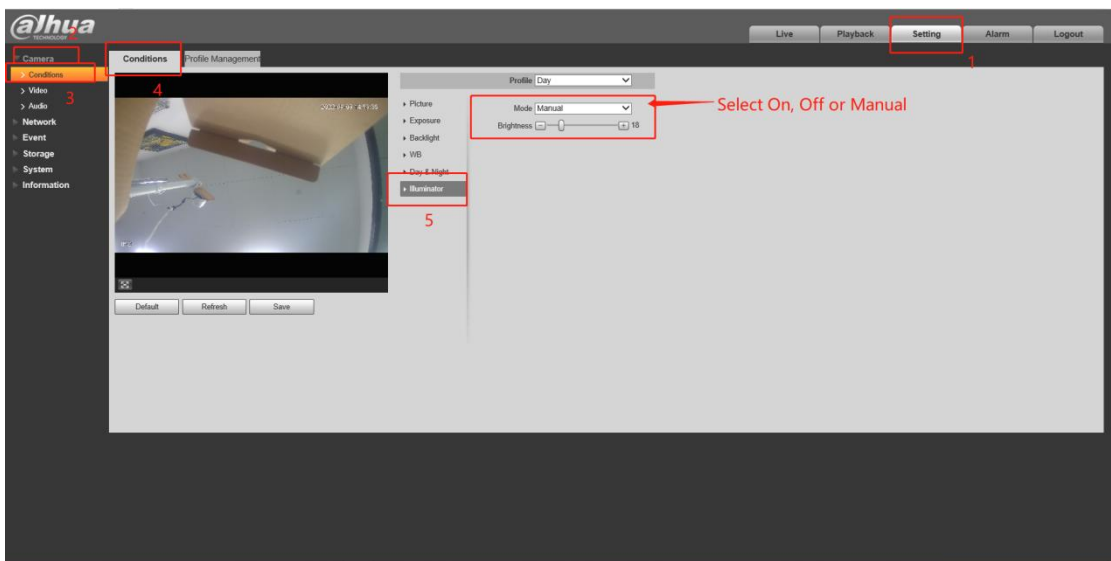 alhua
TECHNOLOGY
2
Live
Playback
Setting
Alarm
Logout
1
Camera
Conditions
Video
Audio
3
Network
Event
Storage
System
Information
Conditions
Profile Management
4
Profile Day
Picture
Exposure
Backlight
WB
Day & Night
Illuminator
5
Mode Manual
Brightness 18
Select On, Off or Manual
Default
Refresh
Save